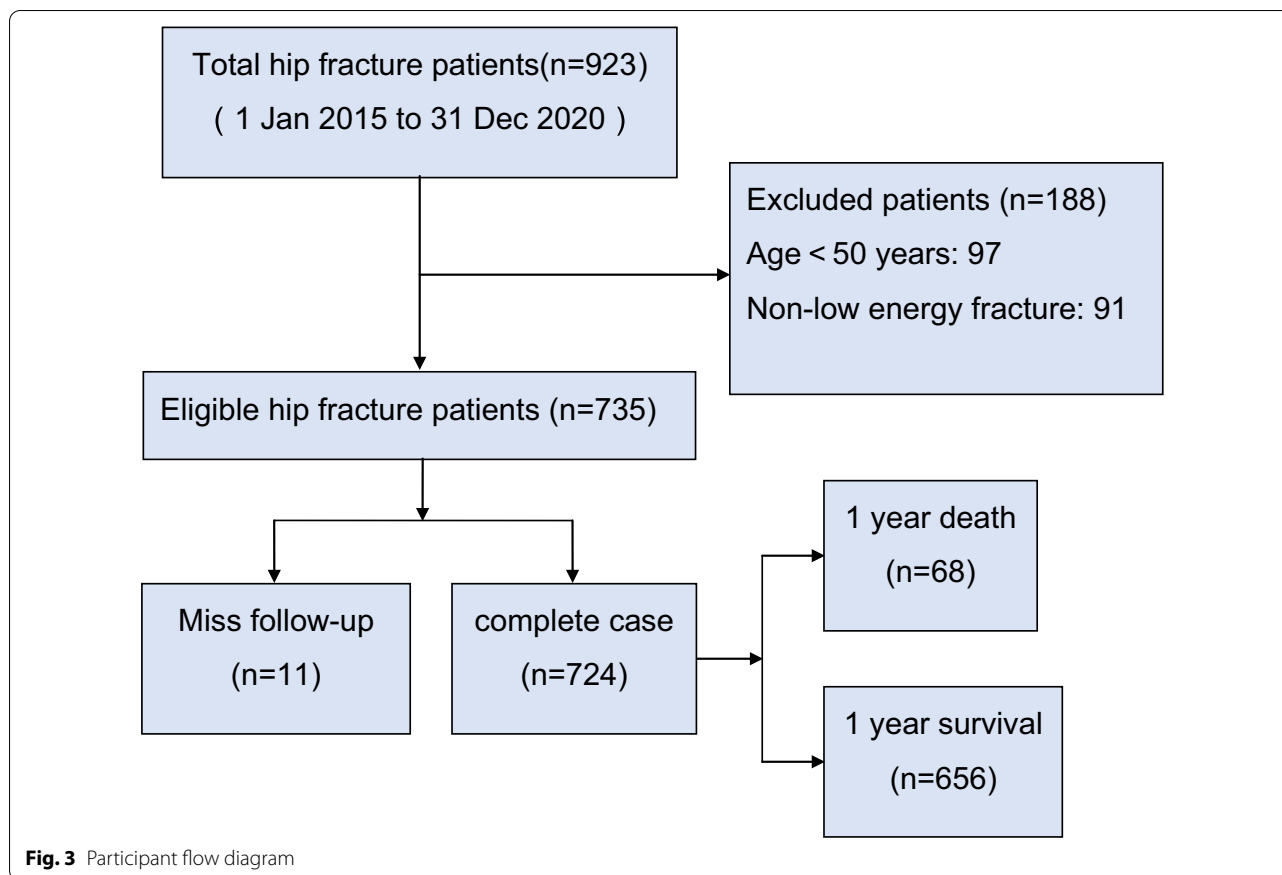 Total hip fracture patients(n=923)
( 1 Jan 2015 to 31 Dec 2020 )
Excluded patients (n=188)
Age < 50 years: 97
Non-low energy fracture: 91
Eligible hip fracture patients (n=735)
Miss follow-up
(n=11)
complete case
(n=724)
1 year death
(n=68)
1 year survival
(n=656)
Fig. 3 Participant flow diagram